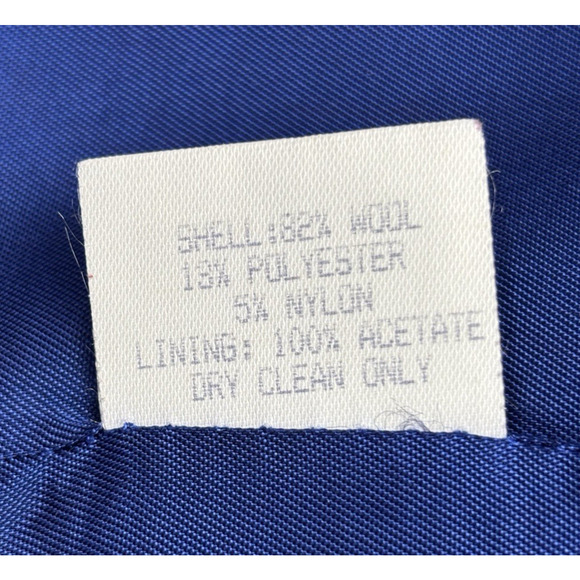 SHELL:82% WOOL
13% POLYESTER
5% NYLON
LINING: 100% ACETATE
DRY CLEAN ONLY